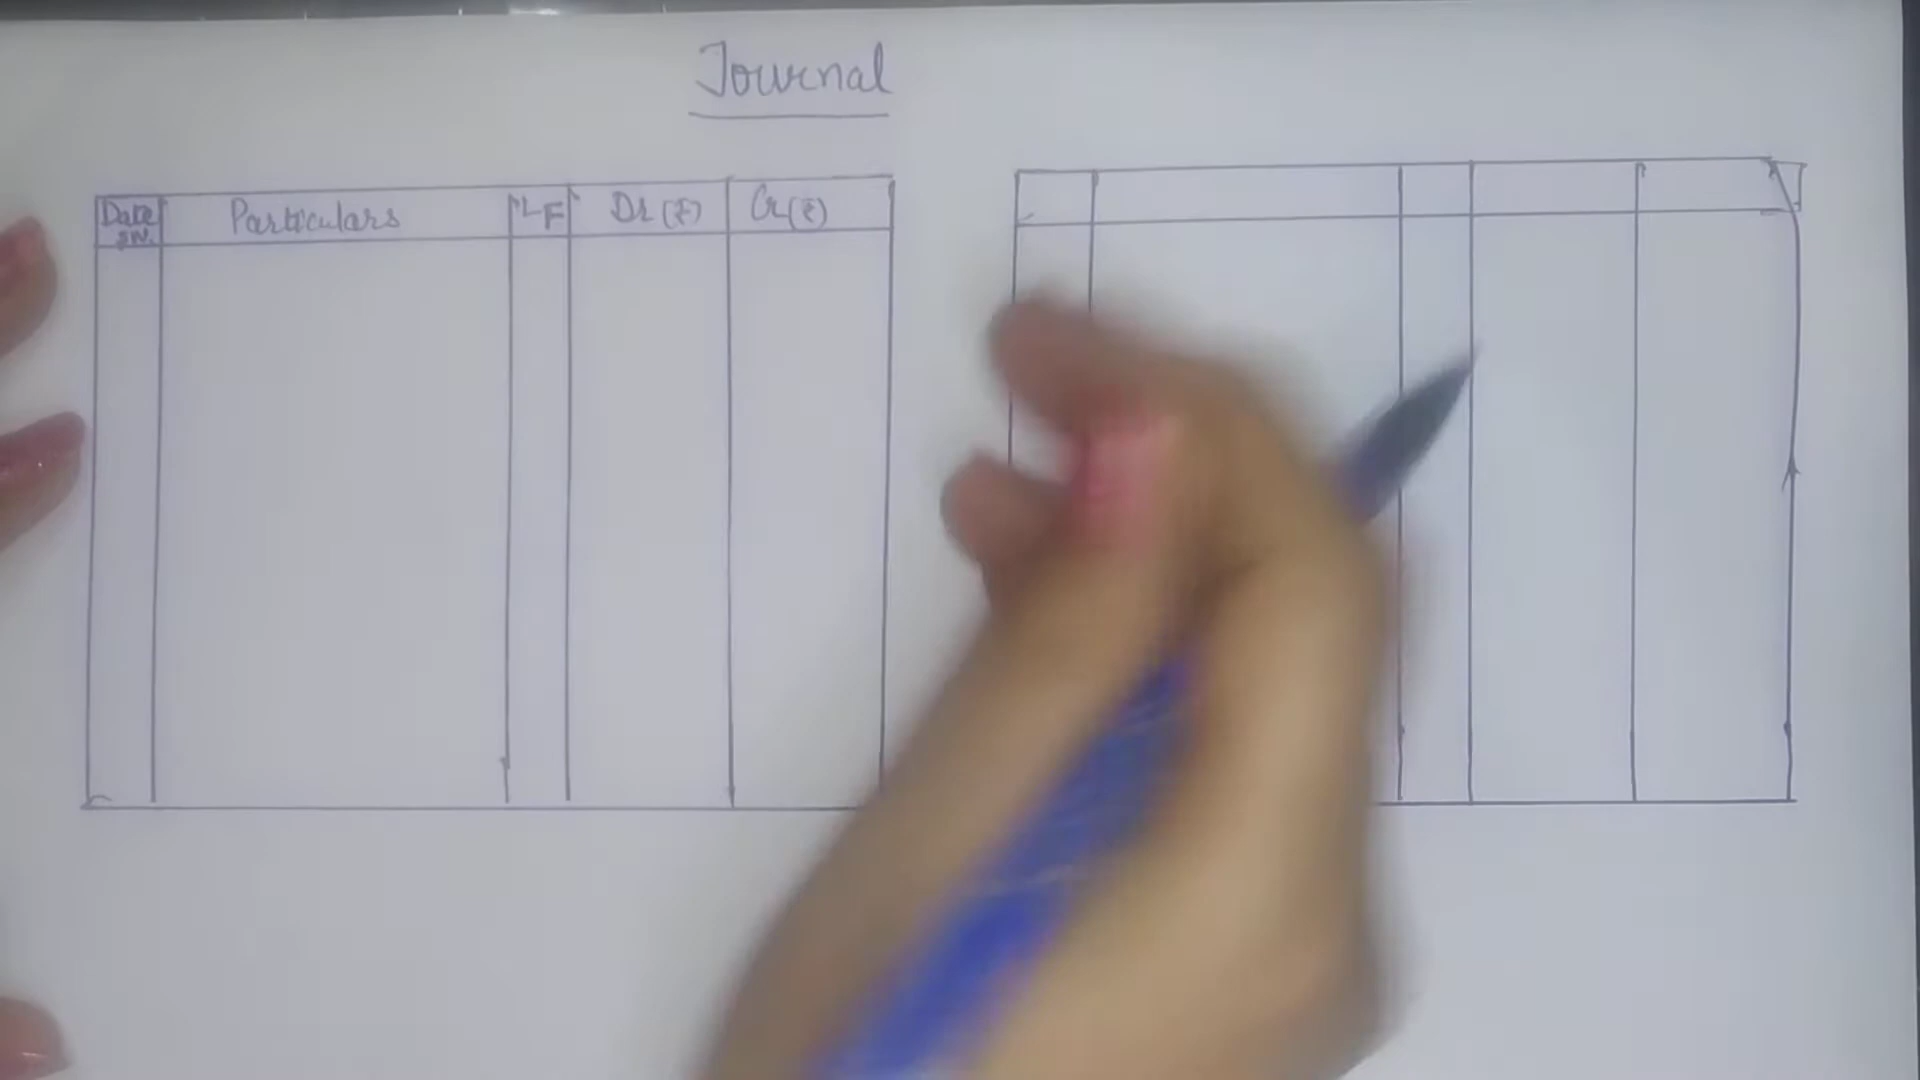 Journal
Date Particulars LF Dr (₹) Cr (₹)